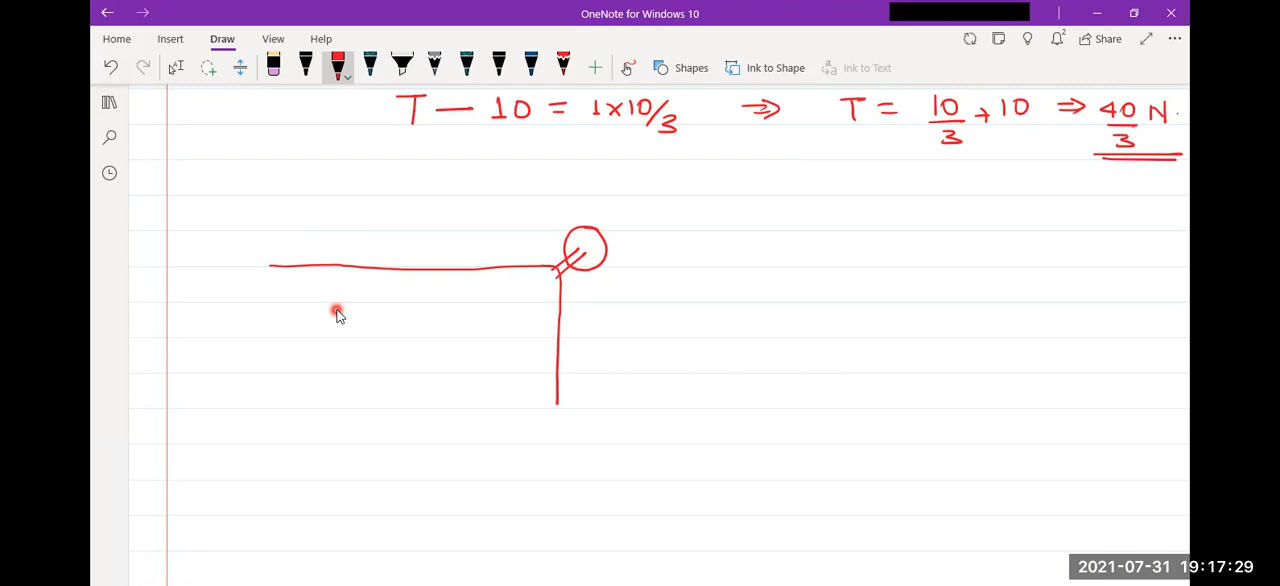 OneNote for Windows 10
Home Insert Draw View Help
2 Share
Shapes Ink to Shape Ink to Text
T — 10 = 1×10/3 ⇒ T = 10/3 + 10 ⇒ 40/3 N.
2021-07-31 19:17:29